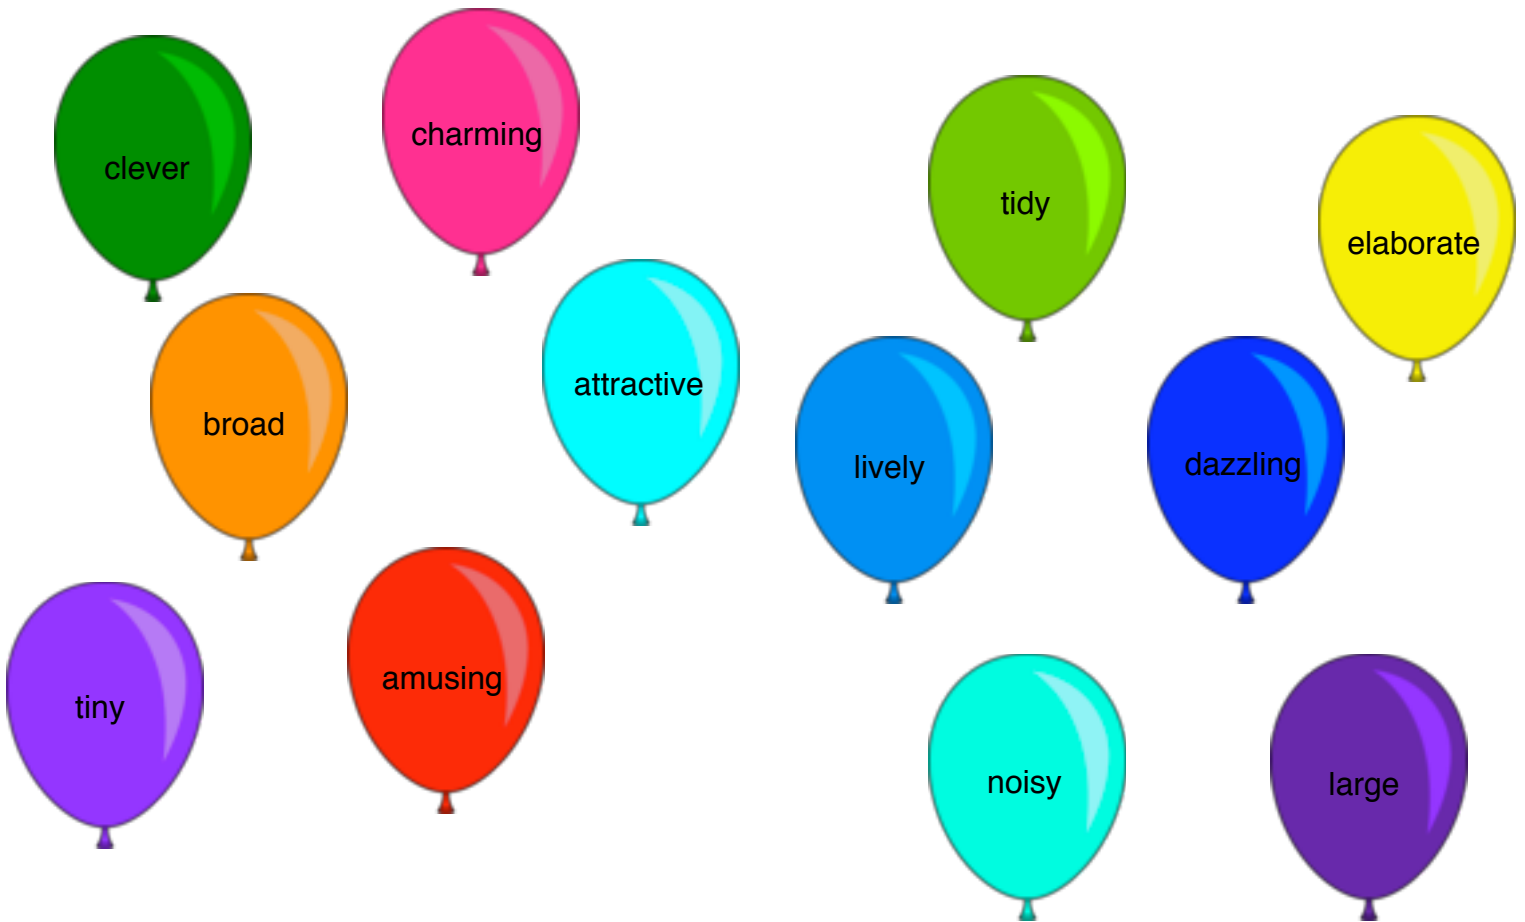 clever
charming
tidy
elaborate
broad
attractive
lively
dazzling
tiny
amusing
noisy
large